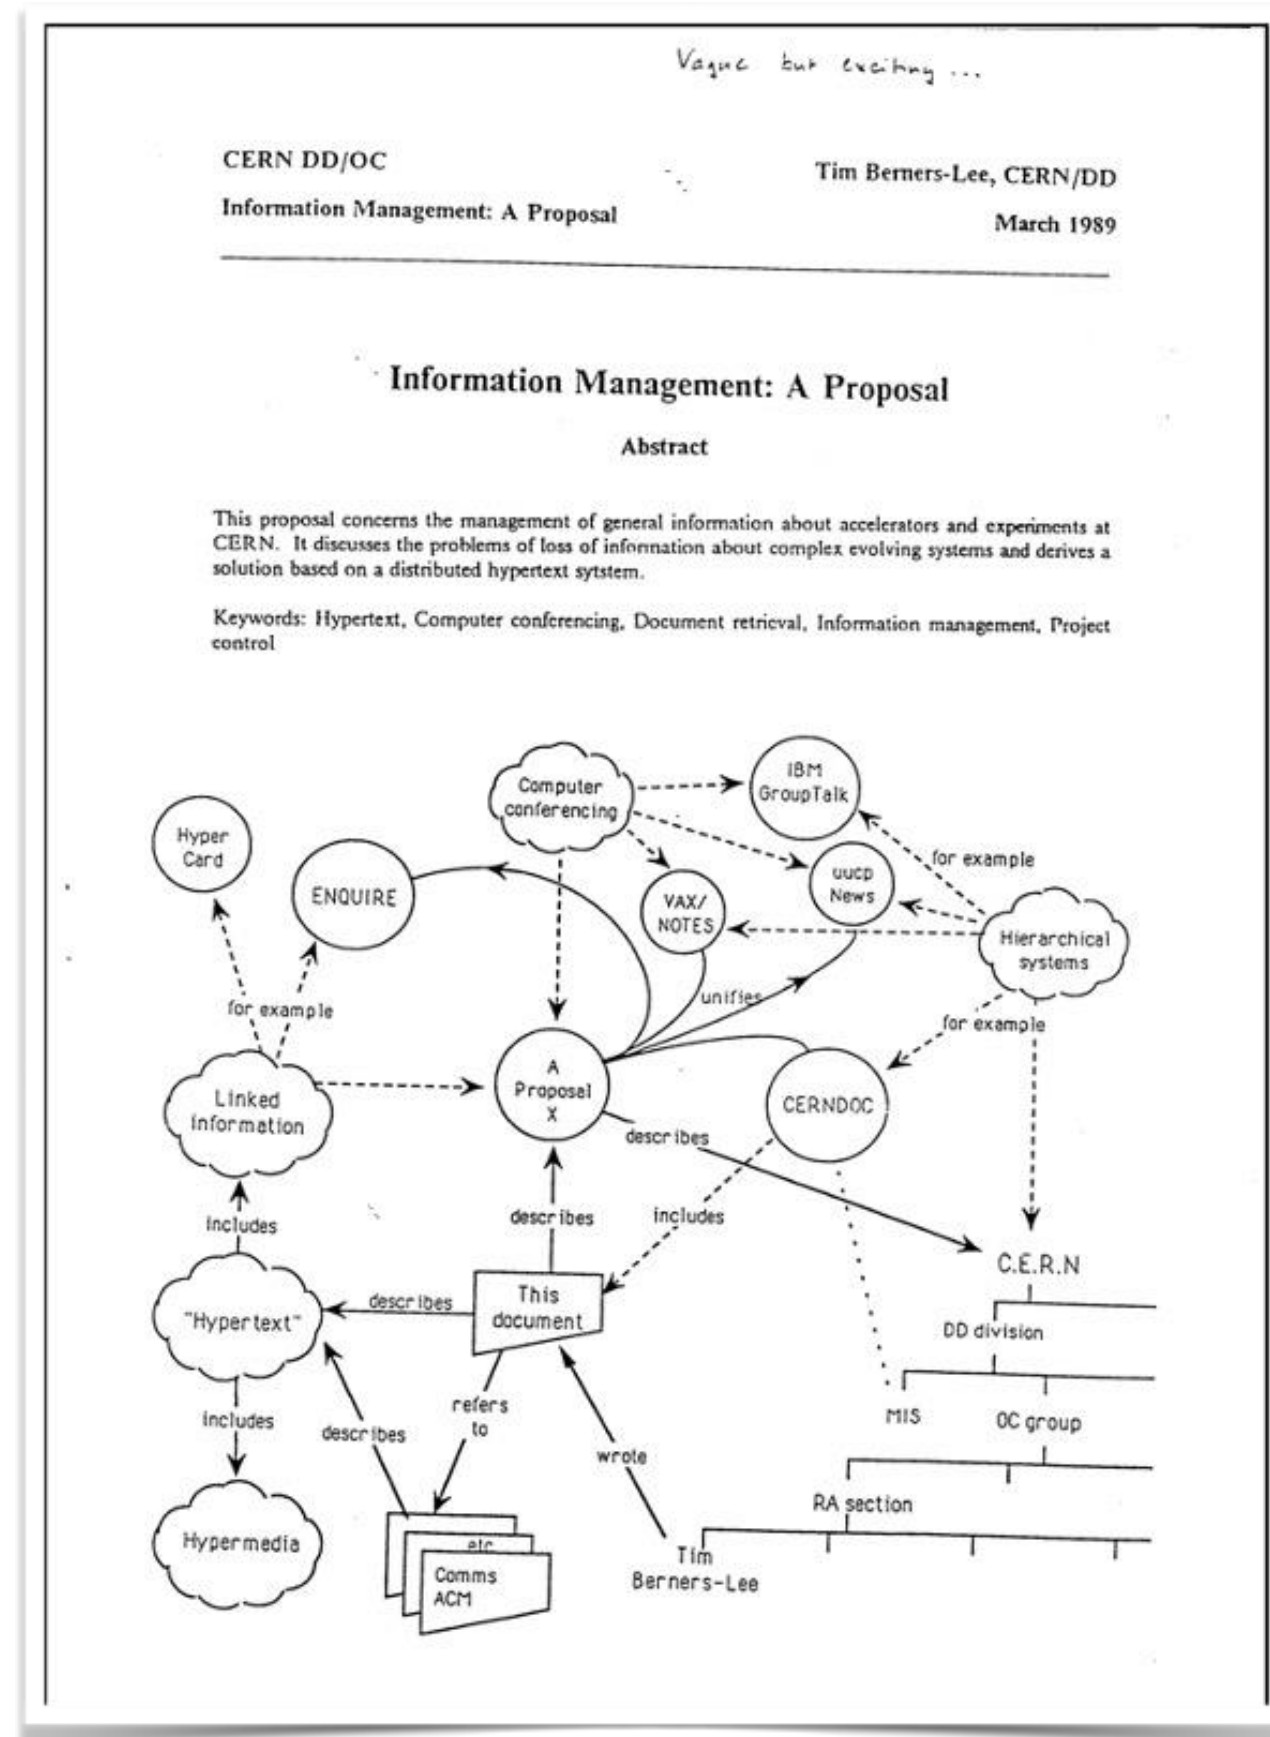 Vague but exciting ...
CERN DD/OC
Tim Berners-Lee, CERN/DD
Information Management: A Proposal
March 1989
Information Management: A Proposal
Abstract
This proposal concerns the management of general information about accelerators and experiments at
CERN. It discusses the problems of loss of information about complex evolving systems and derives a
solution based on a distributed hypertext sytstem.
Keywords: Hypertext, Computer conferencing, Document retrieval, Information management, Project
control
IBM
GroupTalk
Computer
conferencing
Hyper
Card
for example
uucp
News
ENQUIRE
VAX/
NOTES
Hierarchical
systems
unifies
for example
for example
A
Proposal
X
CERNDOC
Linked
information
describes
includes
describes
includes
C.E.R.N
This
document
describes
"Hypertext"
DD division
refers
to
includes
describes
MIS
OC group
wrote
RA section
Hypermedia
etc
Comms
ACM
Tim
Berners-Lee